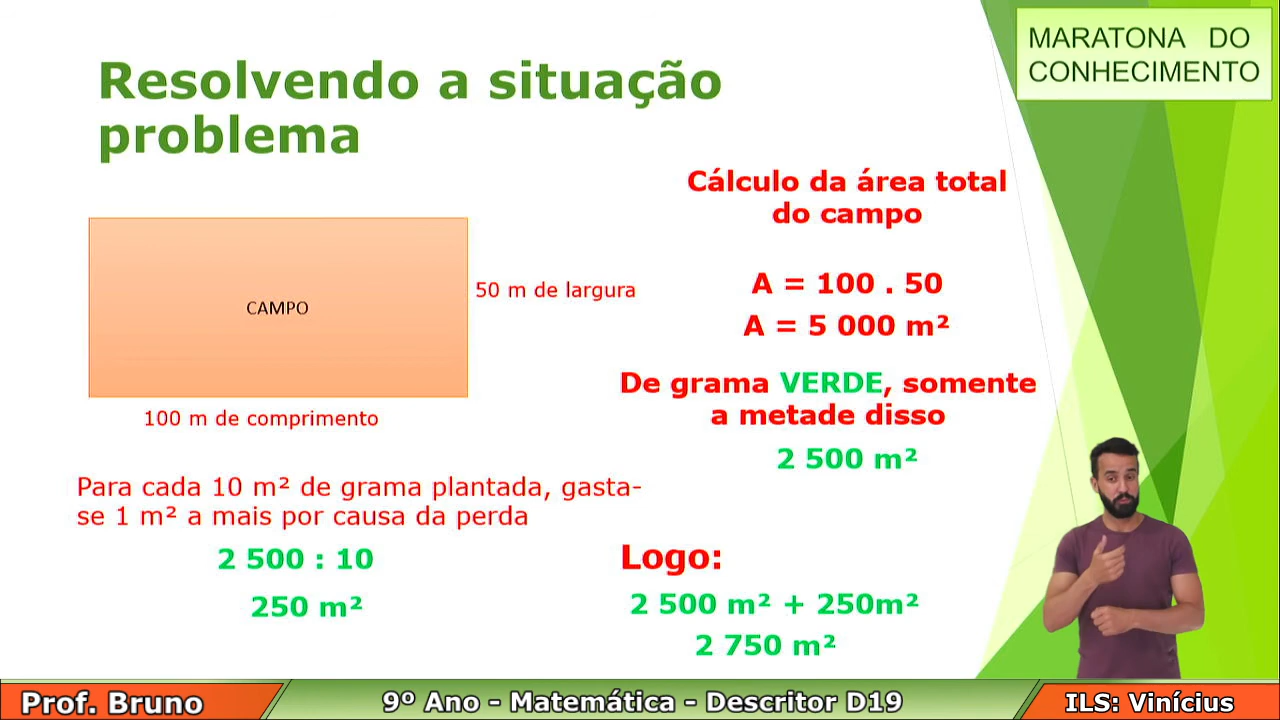 MARATONA DO
CONHECIMENTO
Resolvendo a situação
problema
CAMPO
50 m de largura
100 m de comprimento
Cálculo da área total
do campo
A = 100 . 50
A = 5 000 m²
De grama VERDE, somente
a metade disso
2 500 m²
Para cada 10 m² de grama plantada, gasta-
se 1 m² a mais por causa da perda
2 500 : 10
250 m²
Logo:
2 500 m² + 250m²
2 750 m²
Prof. Bruno
9º Ano - Matemática - Descritor D19
ILS: Vinícius